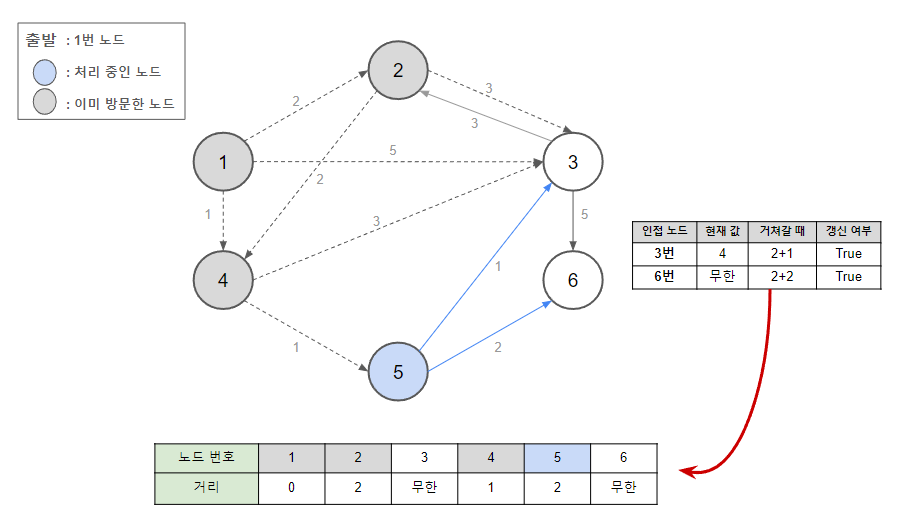 출발 : 1번 노드
: 처리 중인 노드
: 이미 방문한 노드
2
3
2
3
1
5
3
2
1
3
5
인접 노드 현재 값 거쳐갈 때 갱신 여부
3번 4 2+1 True
6번 무한 2+2 True
4
1
6
1
2
5
노드 번호 1 2 3 4 5 6
거리 0 2 무한 1 2 무한